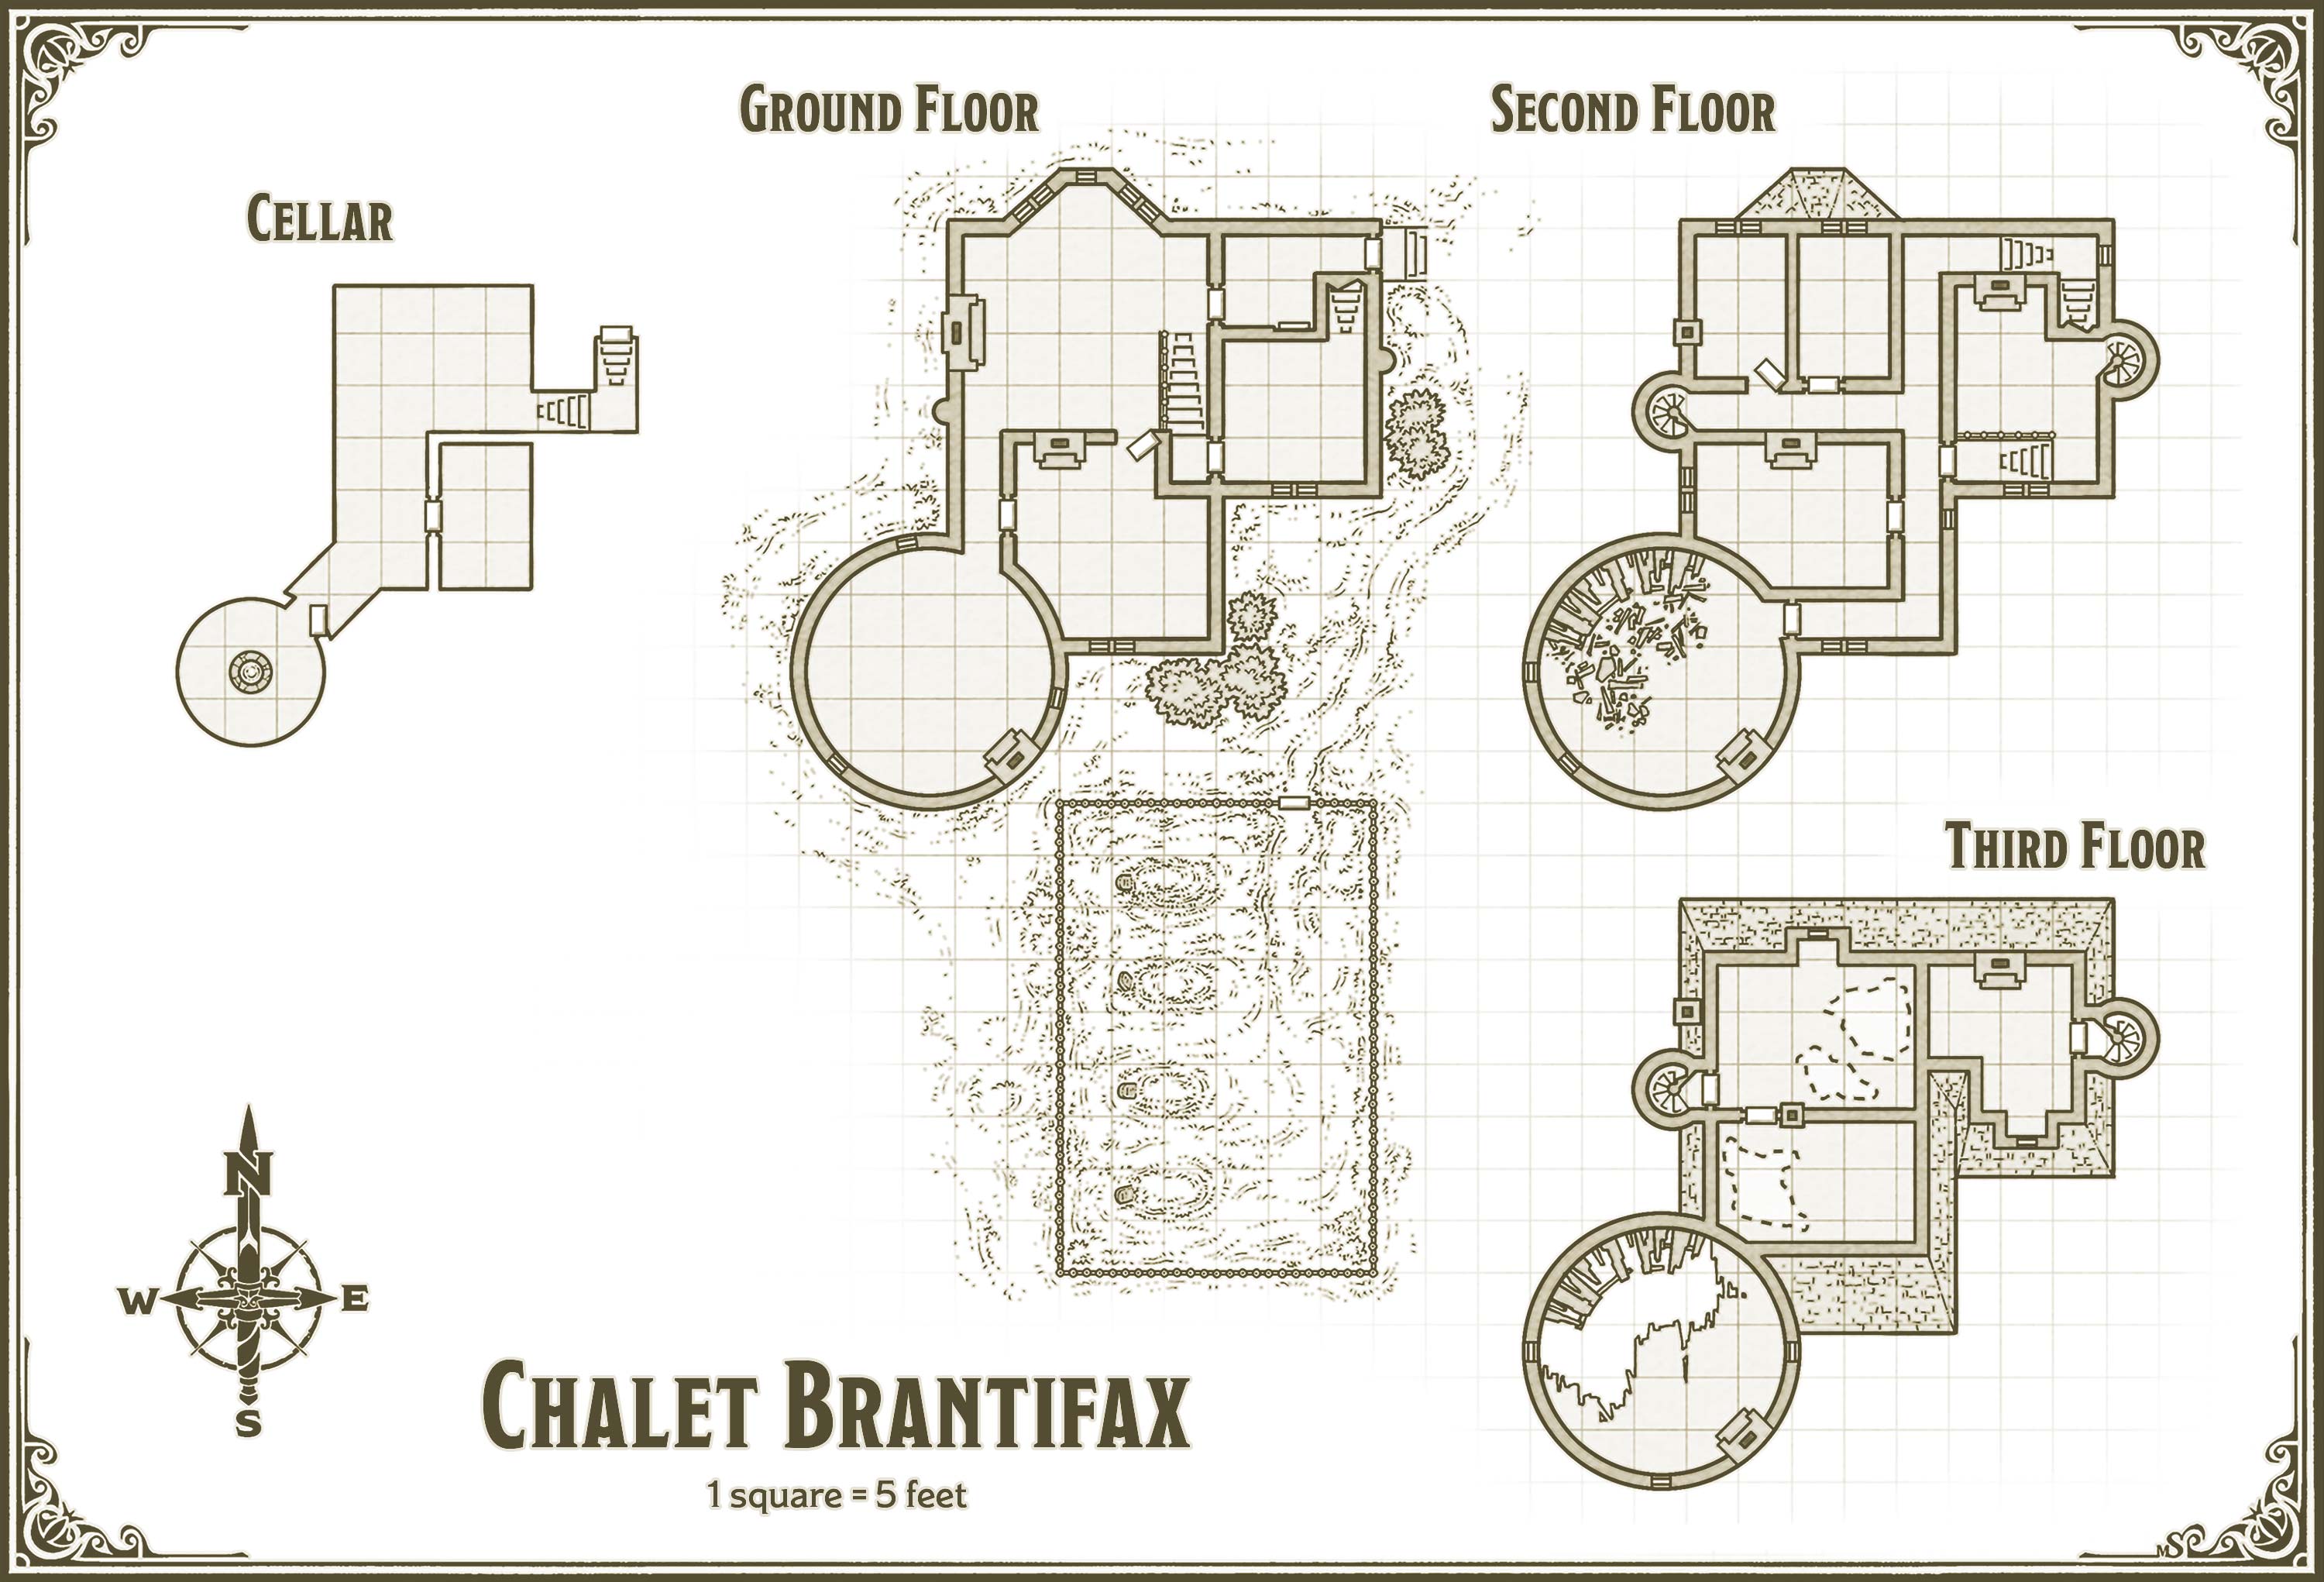 Ground Floor
Second Floor
Cellar
Third Floor
N
W E
S
Chalet Brantifax
1 square = 5 feet
MS